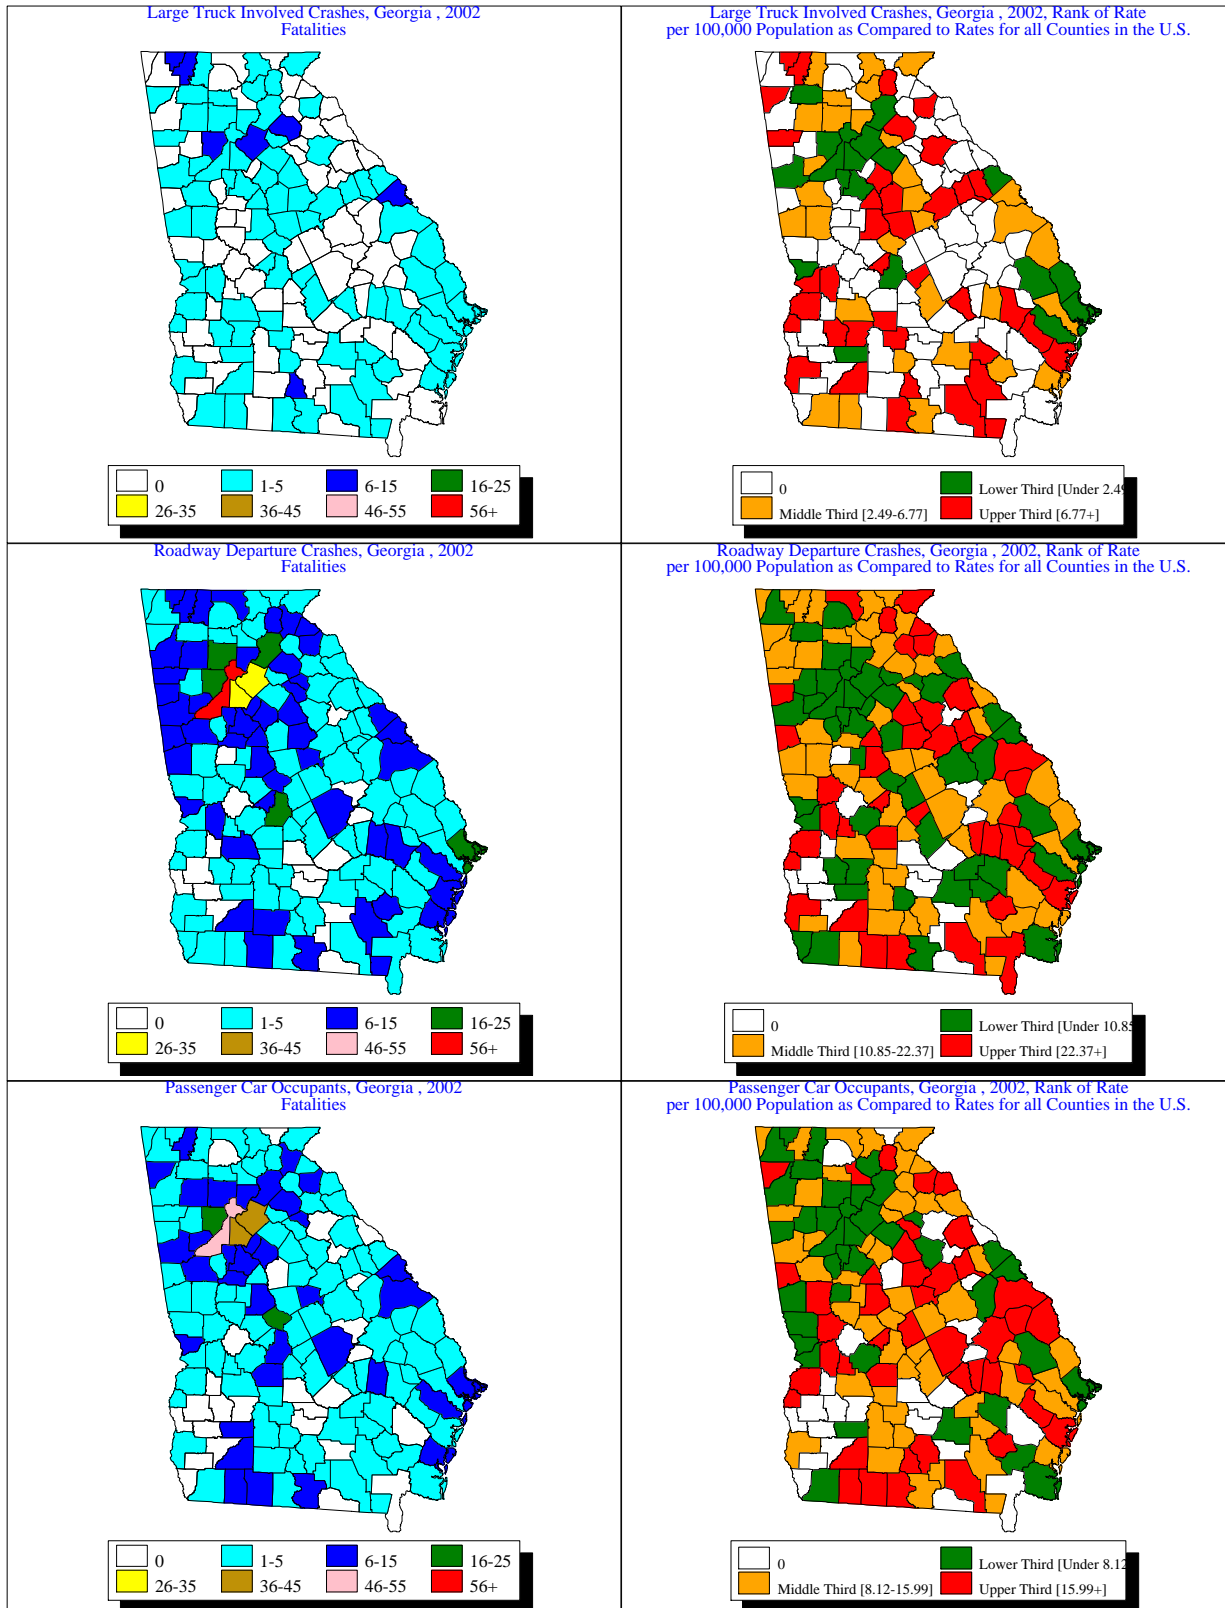 Large Truck Involved Crashes, Georgia , 2002
Fatalities
0
1-5
6-15
16-25
26-35
36-45
46-55
56+
Large Truck Involved Crashes, Georgia , 2002, Rank of Rate
per 100,000 Population as Compared to Rates for all Counties in the U.S.
0
Lower Third [Under 2.49
Middle Third [2.49-6.77]
Upper Third [6.77+]
Roadway Departure Crashes, Georgia , 2002
Fatalities
0
1-5
6-15
16-25
26-35
36-45
46-55
56+
Roadway Departure Crashes, Georgia , 2002, Rank of Rate
per 100,000 Population as Compared to Rates for all Counties in the U.S.
0
Lower Third [Under 10.85
Middle Third [10.85-22.37]
Upper Third [22.37+]
Passenger Car Occupants, Georgia , 2002
Fatalities
0
1-5
6-15
16-25
26-35
36-45
46-55
56+
Passenger Car Occupants, Georgia , 2002, Rank of Rate
per 100,000 Population as Compared to Rates for all Counties in the U.S.
0
Lower Third [Under 8.12
Middle Third [8.12-15.99]
Upper Third [15.99+]